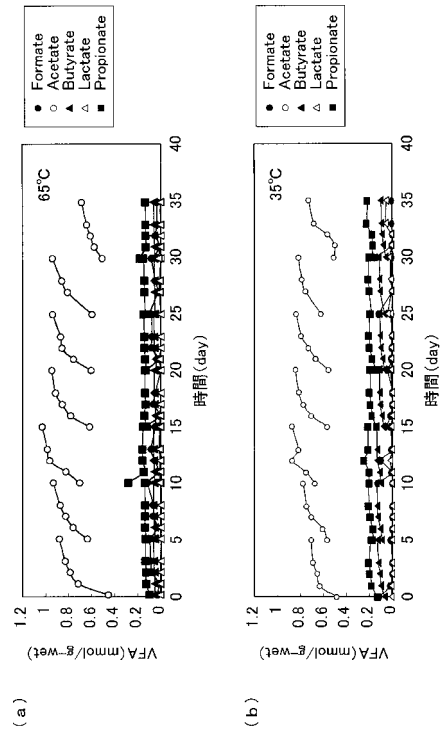 (a)
65℃
VFA(mmol/g-wet)
1.2
1
0.8
0.6
0.4
0.2
0
0 5 10 15 20 25 30 35 40
時間(day)
● Formate
○ Acetate
▲ Butyrate
△ Lactate
■ Propionate
(b)
35℃
VFA(mmol/g-wet)
1.2
1
0.8
0.6
0.4
0.2
0
0 5 10 15 20 25 30 35 40
時間(day)
● Formate
○ Acetate
▲ Butyrate
△ Lactate
■ Propionate